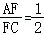 AF/FC = 1/2